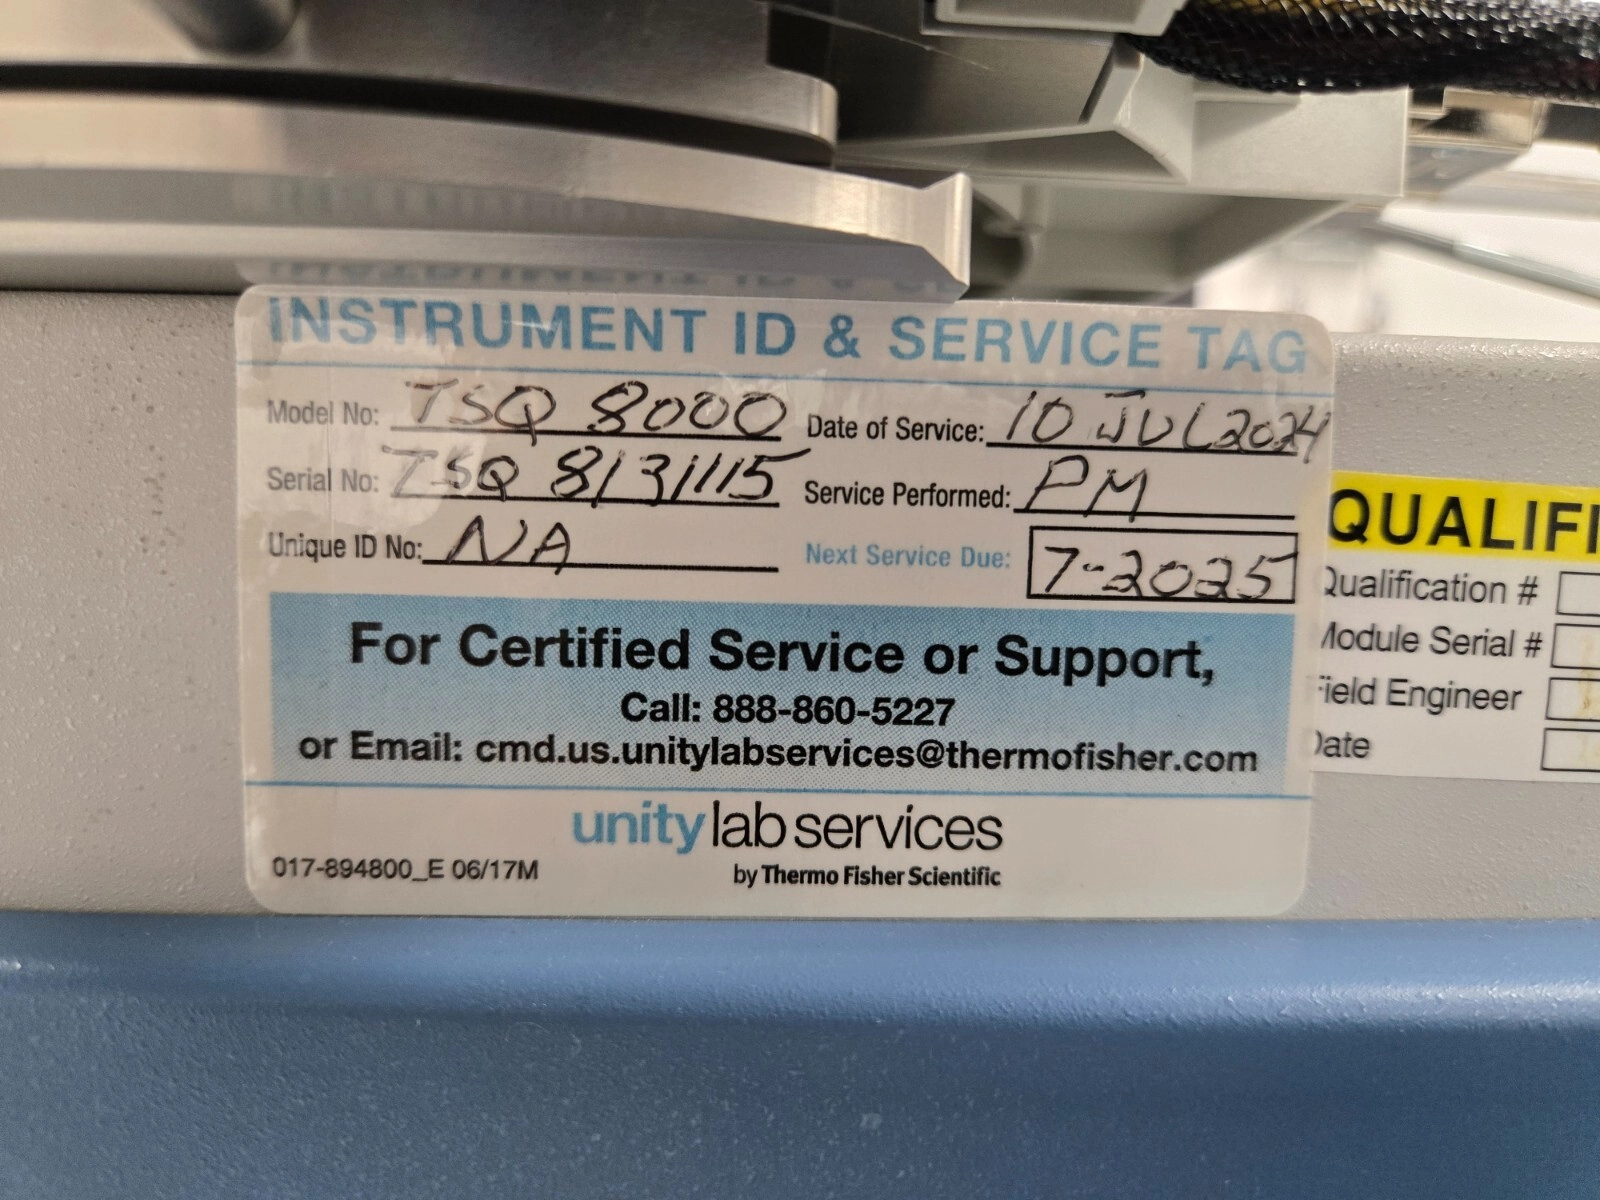 INSTRUMENT ID & SERVICE TAG
Model No: TSQ 8000 Date of Service: 10 JUL 2024
Serial No: TSQ 8131115 Service Performed: PM
Unique ID No: NA Next Service Due: 7-2025
For Certified Service or Support,
Call: 888-860-5227
or Email: cmd.us.unitylabservices@thermofisher.com
unity lab services
by Thermo Fisher Scientific
017-894800_E 06/17M
QUALIFI
Qualification #
Module Serial #
Field Engineer
Date